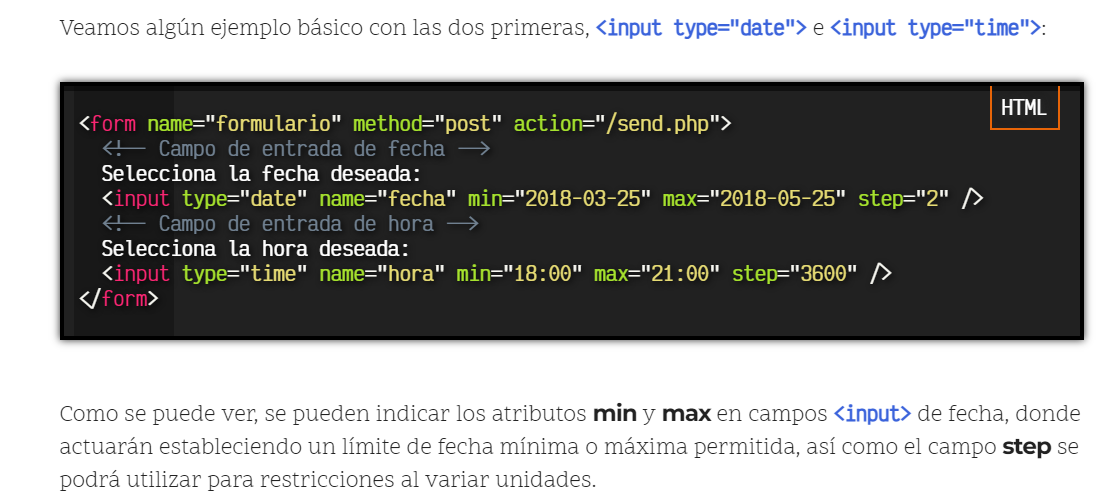 Veamos algún ejemplo básico con las dos primeras, <input type="date"> e <input type="time">:
HTML
<form name="formulario" method="post" action="/send.php">
<!-- Campo de entrada de fecha -->
Selecciona la fecha deseada:
<input type="date" name="fecha" min="2018-03-25" max="2018-05-25" step="2" />
<!-- Campo de entrada de hora -->
Selecciona la hora deseada:
<input type="time" name="hora" min="18:00" max="21:00" step="3600" />
</form>
Como se puede ver, se pueden indicar los atributos min y max en campos <input> de fecha, donde
actuarán estableciendo un límite de fecha mínima o máxima permitida, así como el campo step se
podrá utilizar para restricciones al variar unidades.